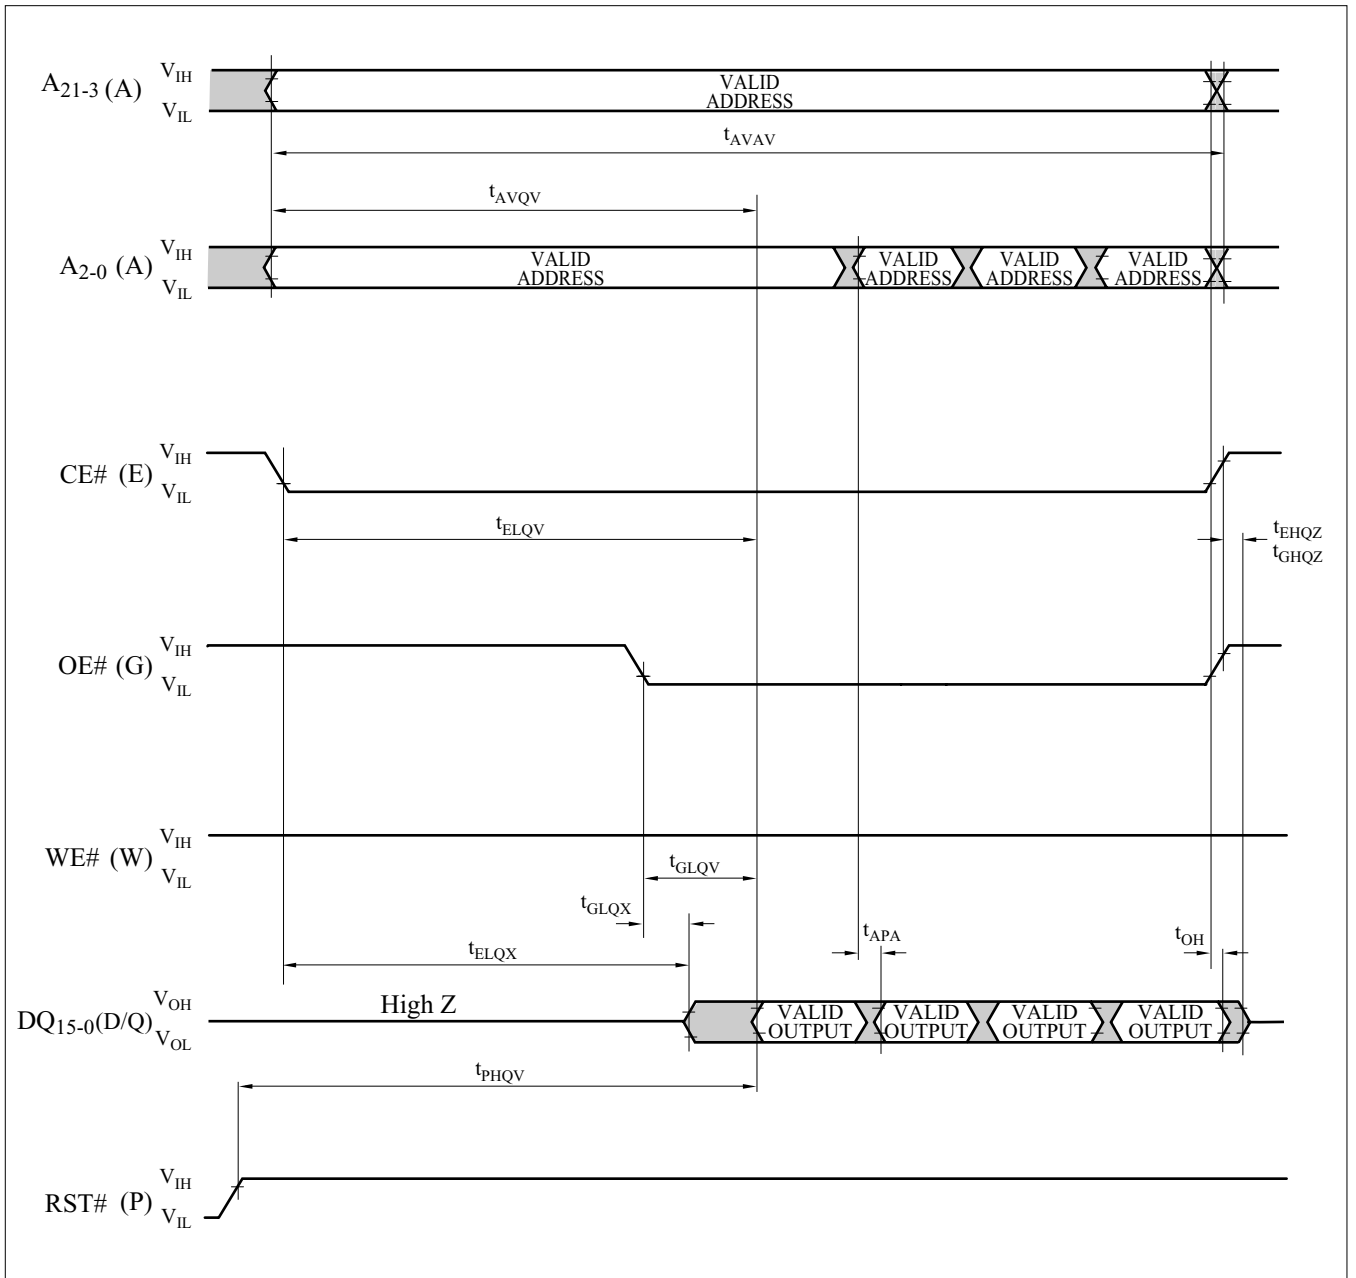 A21-3 (A) VIH VIL
VALID
ADDRESS
tAVAV
tAVQV
A2-0 (A) VIH VIL
VALID
ADDRESS
VALID
ADDRESS
VALID
ADDRESS
VALID
ADDRESS
CE# (E) VIH VIL
tELQV
tEHQZ
tGHQZ
OE# (G) VIH VIL
WE# (W) VIH VIL
tGLQV
tGLQX
tELQX
tAPA
tOH
DQ15-0(D/Q) VOH VOL
High Z
VALID
OUTPUT
VALID
OUTPUT
VALID
OUTPUT
VALID
OUTPUT
tPHQV
RST# (P) VIH VIL